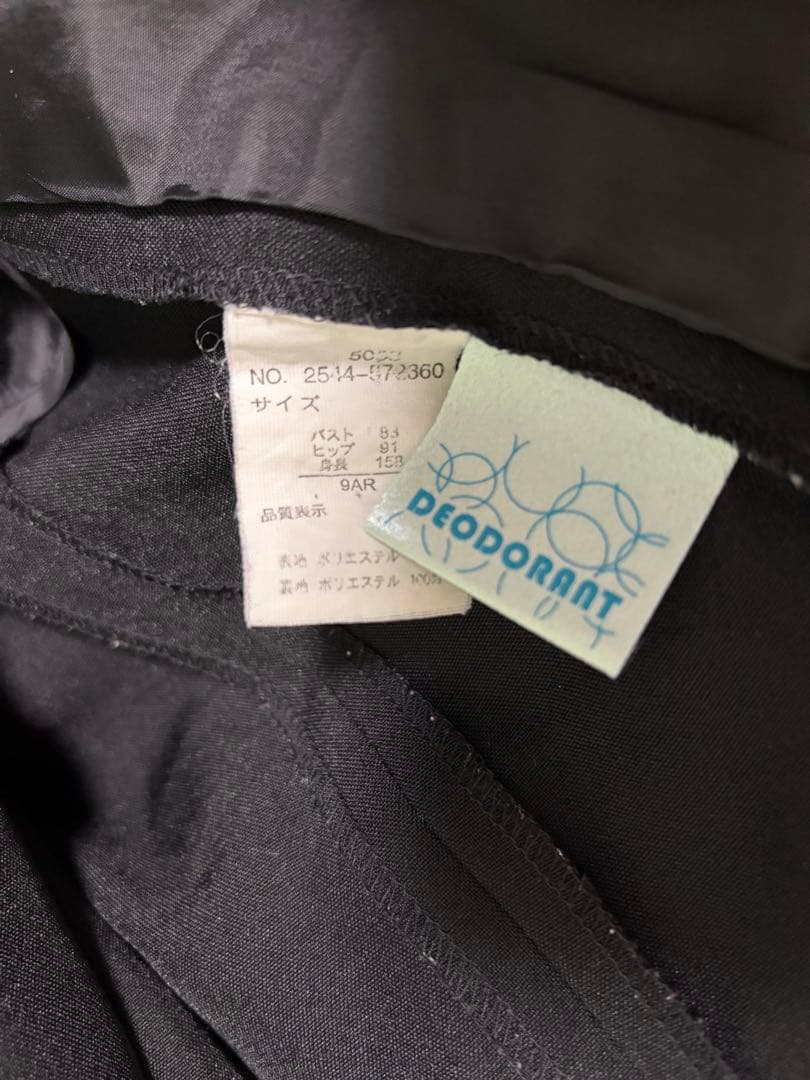 NO. 2544-572360
サイズ
バスト 83
ヒップ 91
身長 158
9AR
品質表示
表地 ポリエステル
裏地 ポリエステル 100%
DEODORANT